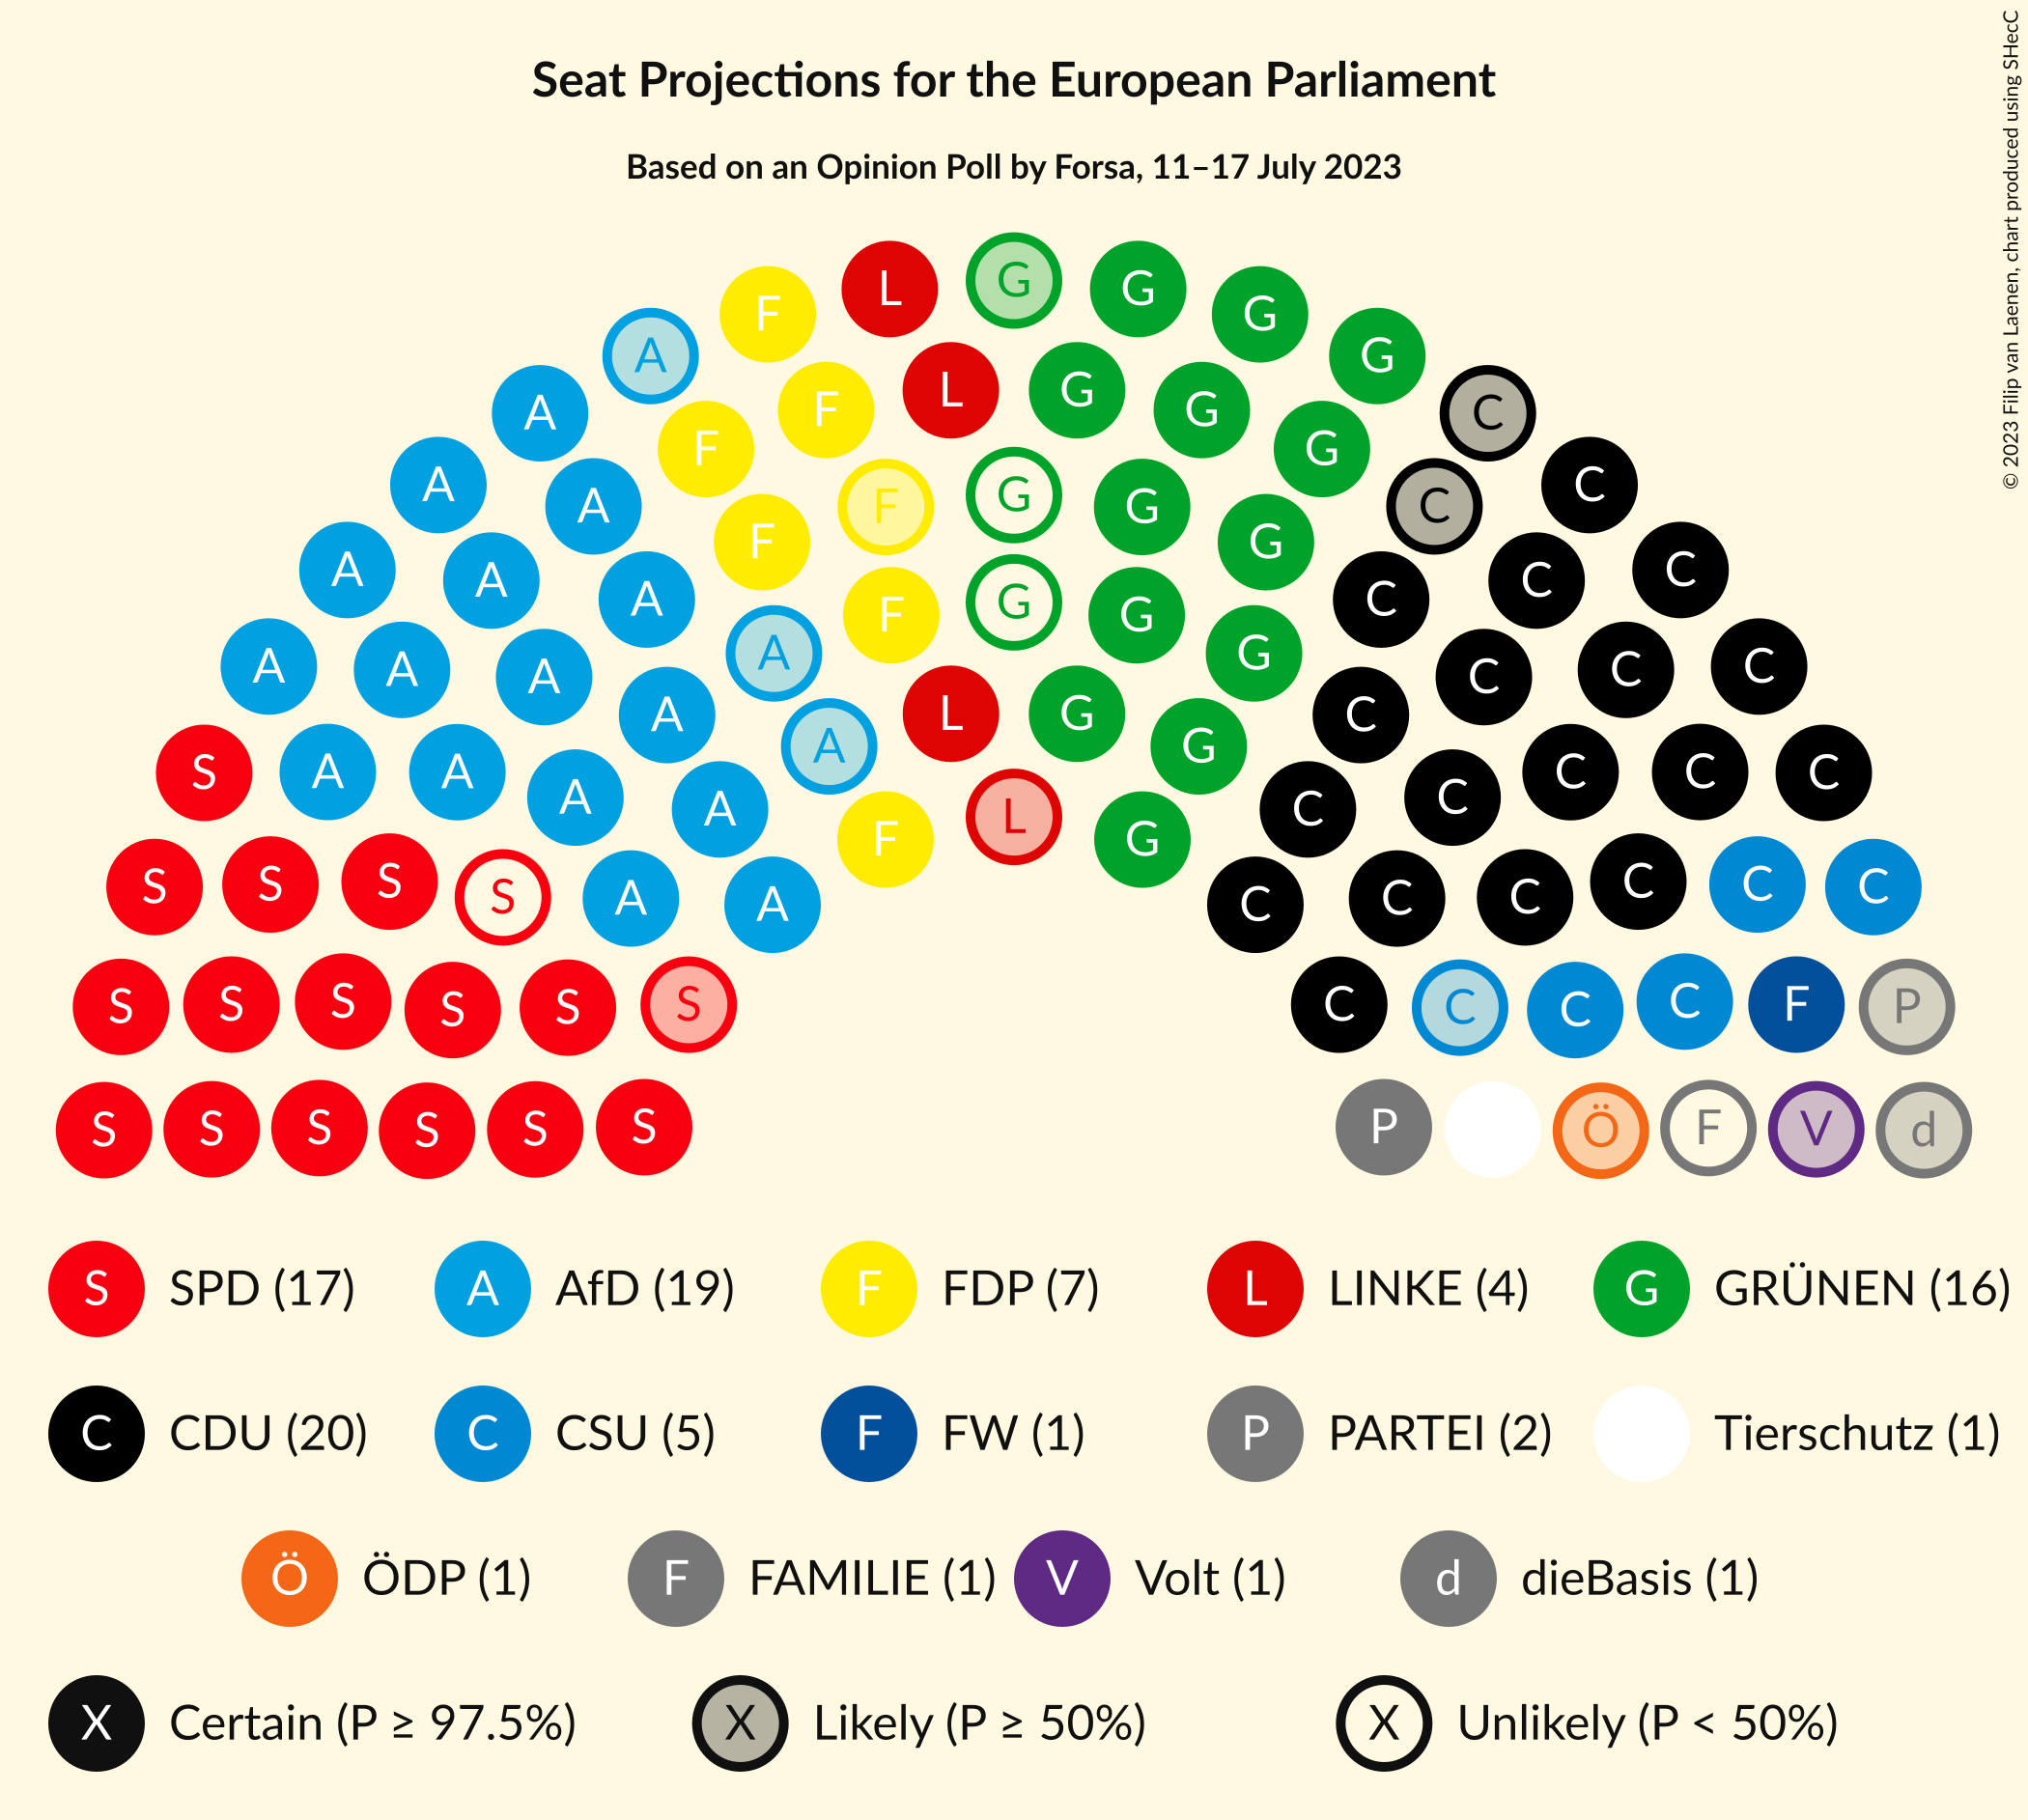 © 2023 Filip van Laenen, chart produced using SHecC
Seat Projections for the European Parliament
Based on an Opinion Poll by Forsa, 11–17 July 2023
F L G G G
A G
A F L G G C
F G
A A F G G C C
F G
A A A G C C C
F G
A A A A G C C C
A L G C
A G
S A A A C C C C
A L C
F G
S S S S A A C C C C C C
S S S S S S C C C C F P
S S S S S S P Ö F V d
S SPD (17) A AfD (19) F FDP (7) L LINKE (4) G GRÜNEN (16)
C CDU (20) C CSU (5) F FW (1) P PARTEI (2) Tierschutz (1)
Ö ÖDP (1) F FAMILIE (1) V Volt (1) d dieBasis (1)
X Certain (P ≥ 97.5%) X Likely (P ≥ 50%) X Unlikely (P < 50%)